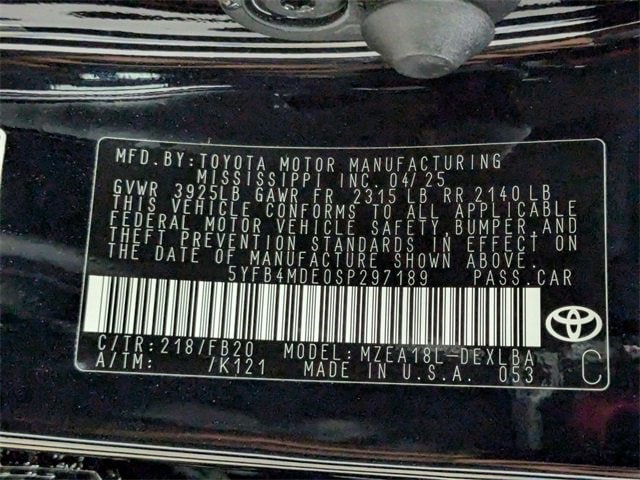 MFD. BY: TOYOTA MOTOR MANUFACTURING
MISSISSIPPI INC. 04/25
GVWR 3925LB GAWR FR 2315 LB RR 2140 LB
THIS VEHICLE CONFORMS TO ALL APPLICABLE
FEDERAL MOTOR VEHICLE SAFETY, BUMPER, AND
THEFT PREVENTION STANDARDS IN EFFECT ON
THE DATE OF MANUFACTURE SHOWN ABOVE.
5YFB4MDE0SP297189 PASS. CAR
C/TR: 218/FB20 MODEL: MZEA18L-DEXLBA
A/TM: /K121 MADE IN U.S.A. 053 C